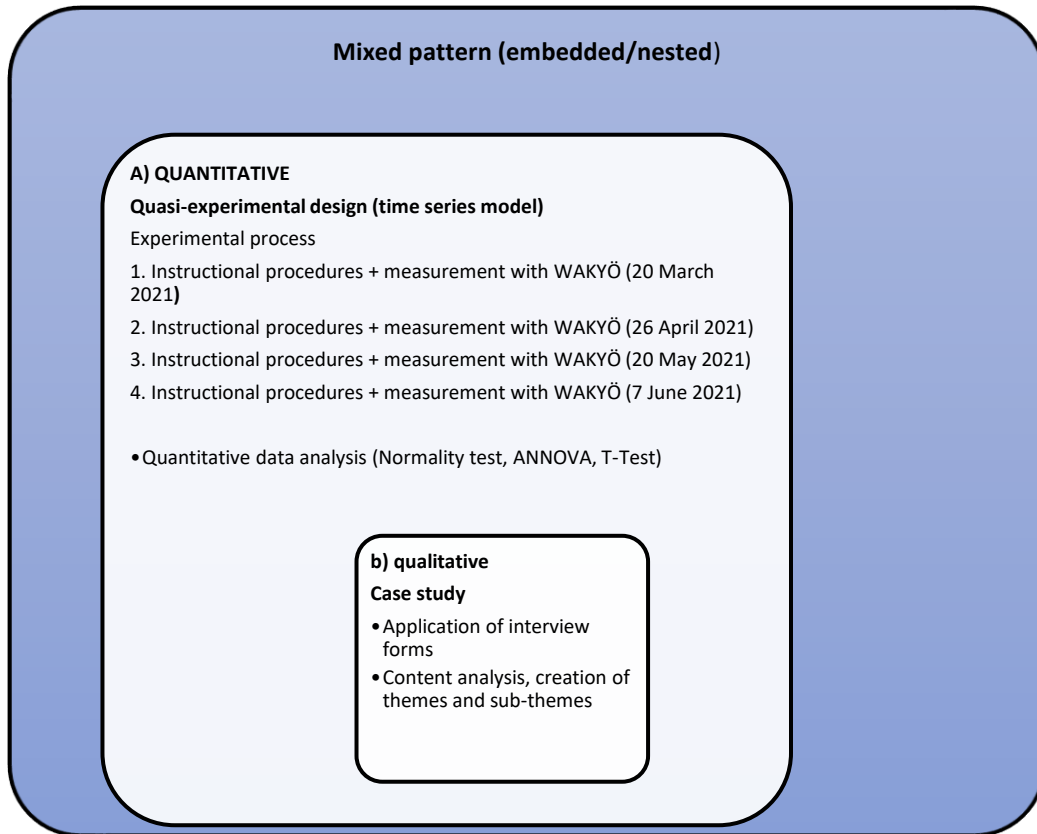 Mixed pattern (embedded/nested)
A) QUANTITATIVE
Quasi-experimental design (time series model)
Experimental process
1. Instructional procedures + measurement with WAKYÖ (20 March
2021)
2. Instructional procedures + measurement with WAKYÖ (26 April 2021)
3. Instructional procedures + measurement with WAKYÖ (20 May 2021)
4. Instructional procedures + measurement with WAKYÖ (7 June 2021)
•Quantitative data analysis (Normality test, ANNOVA, T-Test)
b) qualitative
Case study
•Application of interview
forms
•Content analysis, creation of
themes and sub-themes